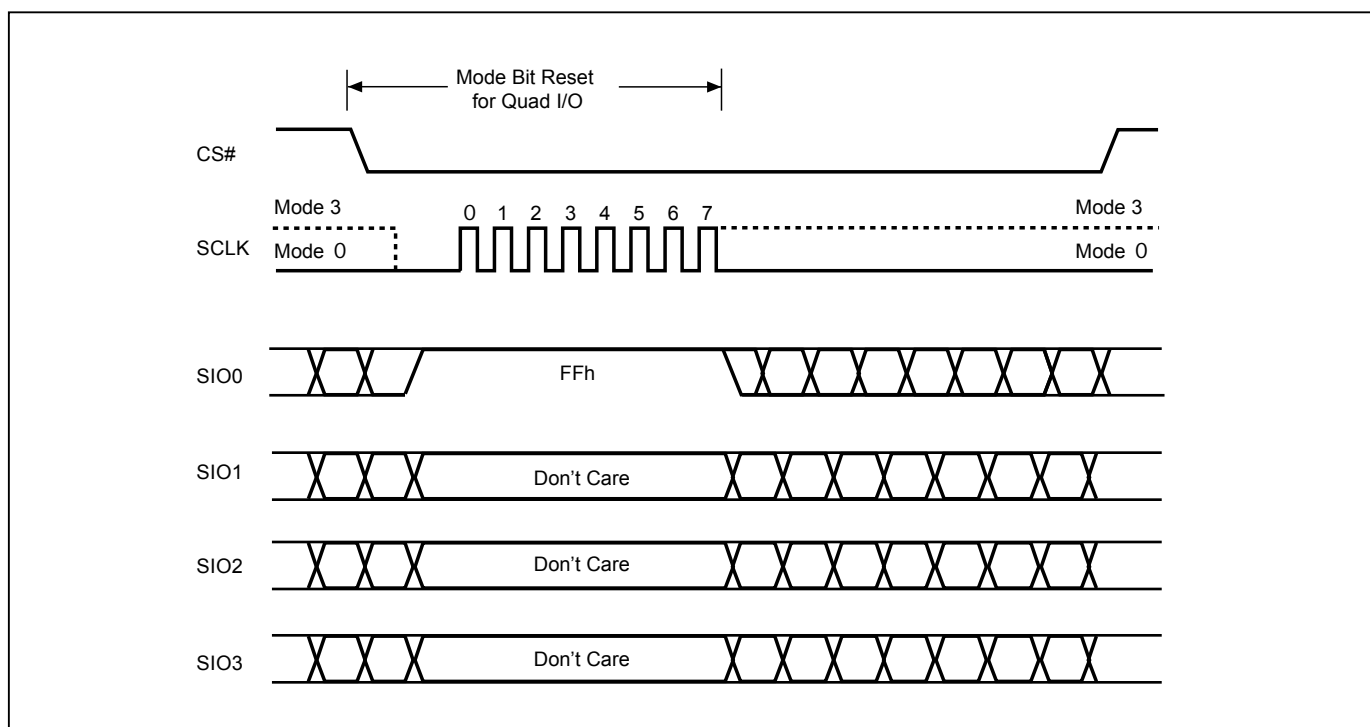 Mode Bit Reset
for Quad I/O
CS#
Mode 3
0 1 2 3 4 5 6 7
Mode 3
SCLK
Mode 0
Mode 0
SIO0
FFh
SIO1
Don't Care
SIO2
Don't Care
SIO3
Don't Care